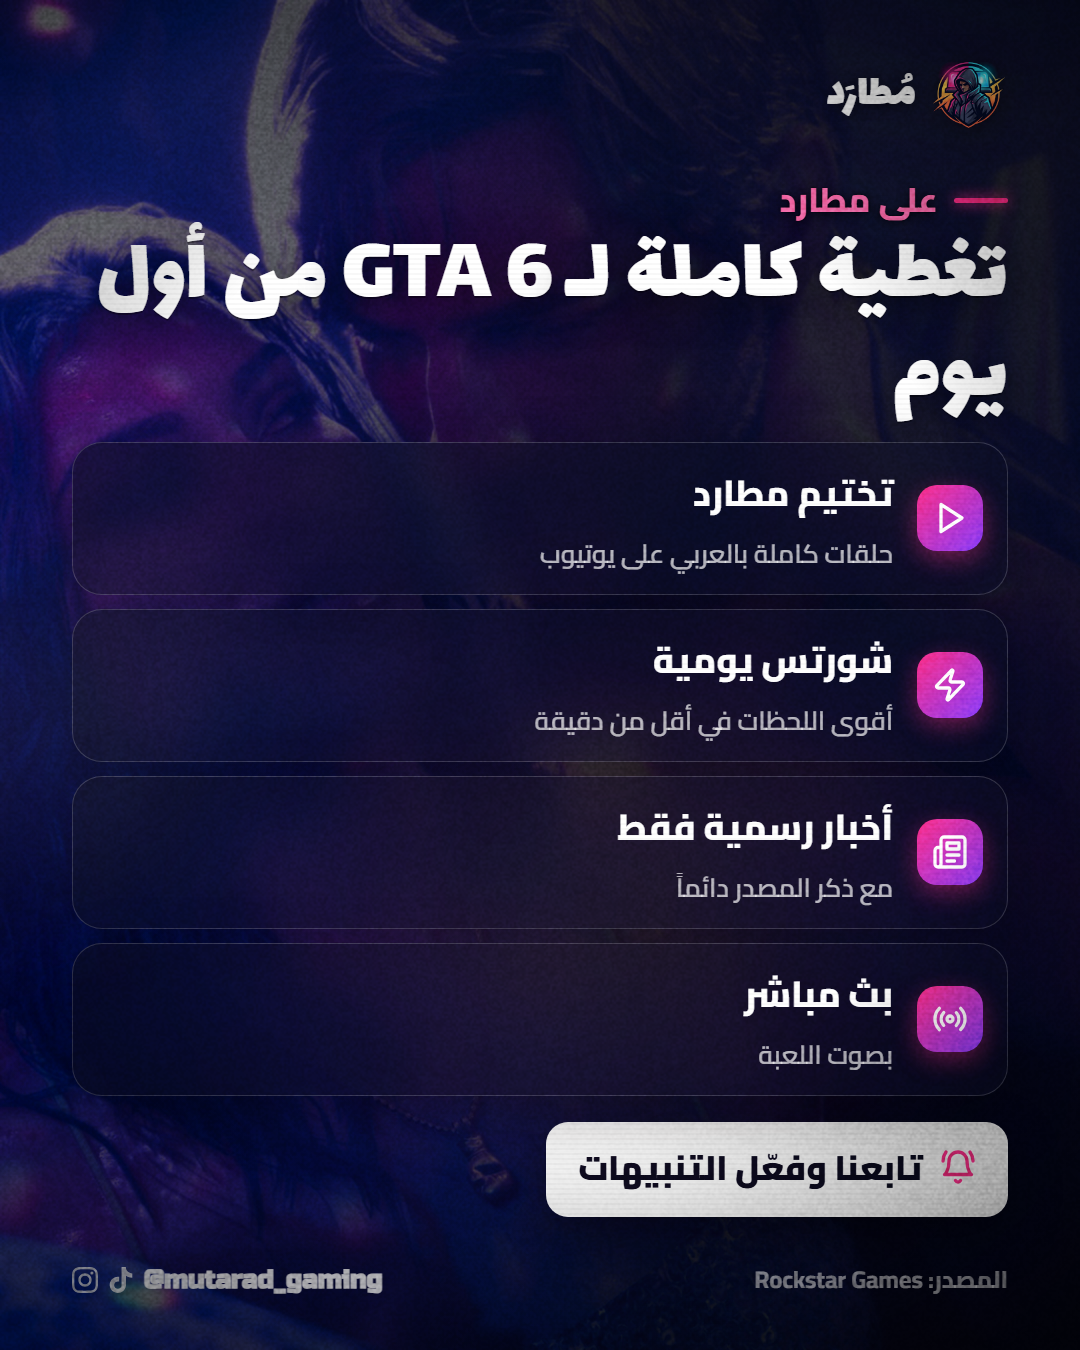 مُطارَد
على مطارد
تغطية كاملة لـ GTA 6 من أول
يوم
تختيم مطارد
حلقات كاملة بالعربي على يوتيوب
شورتس يومية
أقوى اللحظات في أقل من دقيقة
أخبار رسمية فقط
مع ذكر المصدر دائماً
بث مباشر
بصوت اللعبة
تابعنا وفعّل التنبيهات
المصدر: Rockstar Games
@mutarad_gaming